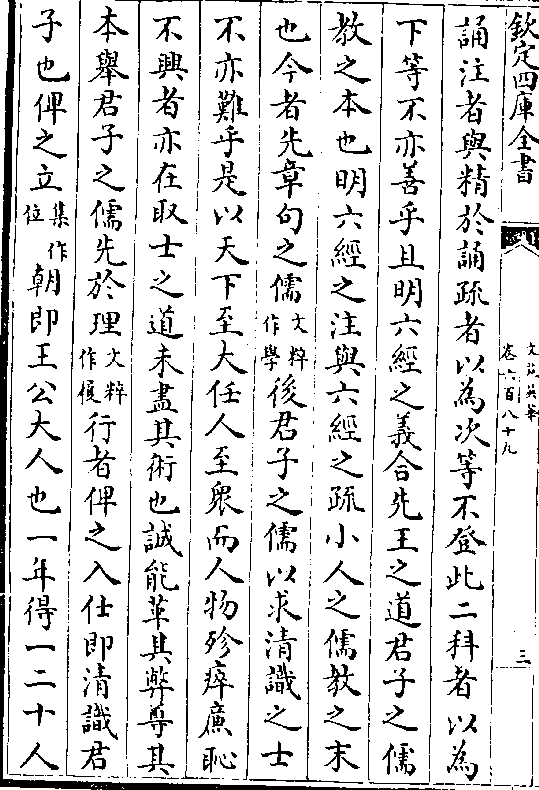 欽定四庫全書
文苑英華
卷六百八十九
三
誦注者與精於誦疏者以為次等不登此二科者以為
下等不亦善乎且明六經之義合先王之道君子之儒
教之本也明六經之注與六經之疏小人之儒教之末
也今者先章句之儒文粹作學後君子之儒以求清識之士
不亦難乎是以天下至大任人至衆而人物殄瘁廉恥
不興者亦在取士之道未盡其術也誠能革其弊尊其
本舉君子之儒先於理文粹作復行者俾之入仕即清識君
子也俾之立集作位朝即王公大人也一年得一二十人